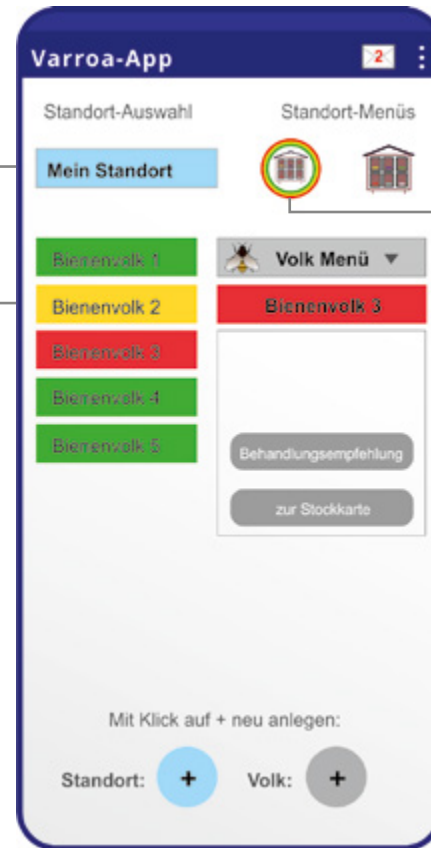 Varroa-App
2
Standort-Auswahl
Standort-Menüs
Mein Standort
Bienenvolk 1
Bienenvolk 2
Bienenvolk 3
Bienenvolk 4
Bienenvolk 5
Volk Menü
Bienenvolk 3
Behandlungsempfehlung
zur Stockkarte
Mit Klick auf + neu anlegen:
Standort: + Volk: +